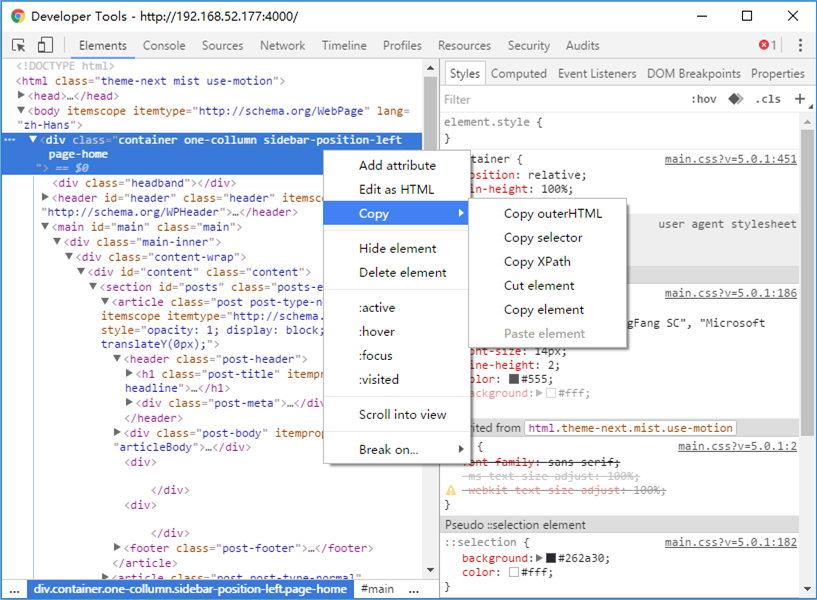 Developer Tools - http://192.168.52.177:4000/
Elements Console Sources Network Timeline Profiles Resources Security Audits 1
<!DOCTYPE html>
<html class="theme-next mist use-motion">
<head>…</head>
<body itemscope itemtype="http://schema.org/WebPage" lang=
"zh-Hans">
<div class="container one-collumn sidebar-position-left
page-home
"> == $0
<div class="headband"></div>
<header id="header" class="header" itemsc
"http://schema.org/WPHeader">…</header>
<main id="main" class="main">
<div class="main-inner">
<div class="content-wrap">
<div id="content" class="content">
<section id="posts" class="posts-e
<article class="post post-type-no
itemscope itemtype="http://schema.
style="opacity: 1; display: block;
translateY(0px);">
<header class="post-header">
<h1 class="post-title" itempr
headline">…</h1>
<div class="post-meta">…</div
</header>
<div class="post-body" itemprop
"articleBody">…</div>
<div>
</div>
<div>
</div>
<footer class="post-footer">…</footer>
</article>
<article class="post post-type-normal"
... div.container.one-collumn.sidebar-position-left.page-home #main ...
Add attribute
Edit as HTML
Copy
Hide element
Delete element
:active
:hover
:focus
:visited
Scroll into view
Break on...
Copy outerHTML
Copy selector
Copy XPath
Cut element
Copy element
Paste element
Styles Computed Event Listeners DOM Breakpoints Properties
Filter :hov .cls +
element.style {
}
tainer { main.css?v=5.0.1:451
osition: relative;
in-height: 100%;
user agent stylesheet
main.css?v=5.0.1:186
gFang SC", "Microsoft
ont-size: 14px;
ine-height: 2;
olor: #555;
background: #fff;
rited from html.theme-next.mist.use-motion
{ main.css?v=5.0.1:2
font family: sans serif;
-ms text size adjust: 100%;
-webkit text size adjust: 100%;
}
Pseudo ::selection element
::selection { main.css?v=5.0.1:182
background: #262a30;
color: #fff;
}